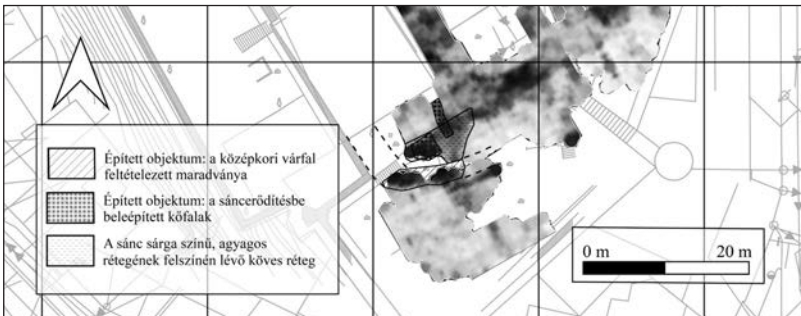 Épített objektum: a középkori várfal
feltételezett maradványa
Épített objektum: a sáncerődítésbe
beleépített kőfalak
A sánc sárga színű, agyagos
rétegének felszínén lévő köves réteg
0 m 20 m